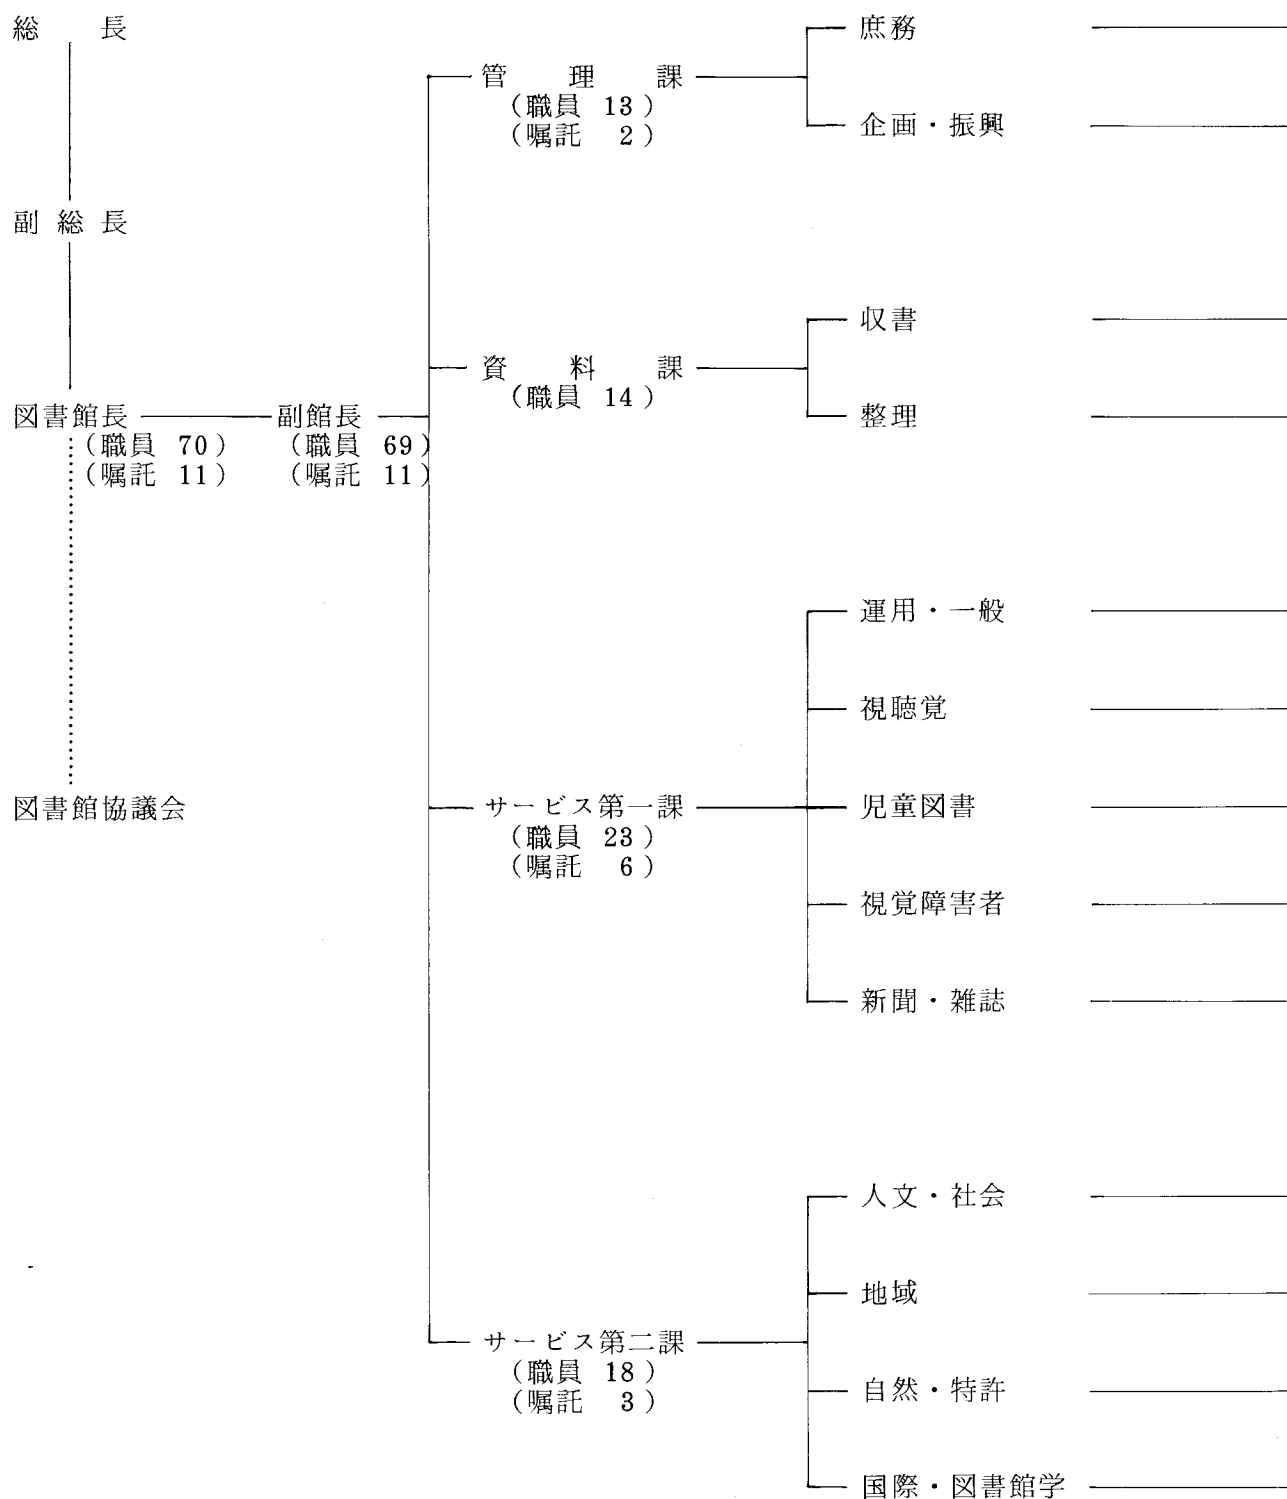 総長
副総長
図書館長
（職員 70）
（嘱託 11）
図書館協議会
副館長
（職員 69）
（嘱託 11）
管理課
（職員 13）
（嘱託 2）
庶務
企画・振興
資料課
（職員 14）
収書
整理
サービス第一課
（職員 23）
（嘱託 6）
運用・一般
視聴覚
児童図書
視覚障害者
新聞・雑誌
サービス第二課
（職員 18）
（嘱託 3）
人文・社会
地域
自然・特許
国際・図書館学